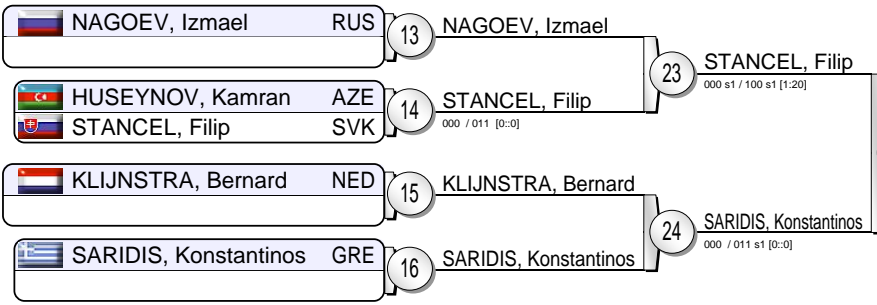 NAGOEV, Izmael RUS
13
NAGOEV, Izmael
HUSEYNOV, Kamran AZE
STANCEL, Filip SVK
14
STANCEL, Filip
000 / 011 [0::0]
23
STANCEL, Filip
000 s1 / 100 s1 [1:20]
KLIJNSTRA, Bernard NED
15
KLIJNSTRA, Bernard
SARIDIS, Konstantinos GRE
16
SARIDIS, Konstantinos
24
SARIDIS, Konstantinos
000 / 011 s1 [0::0]